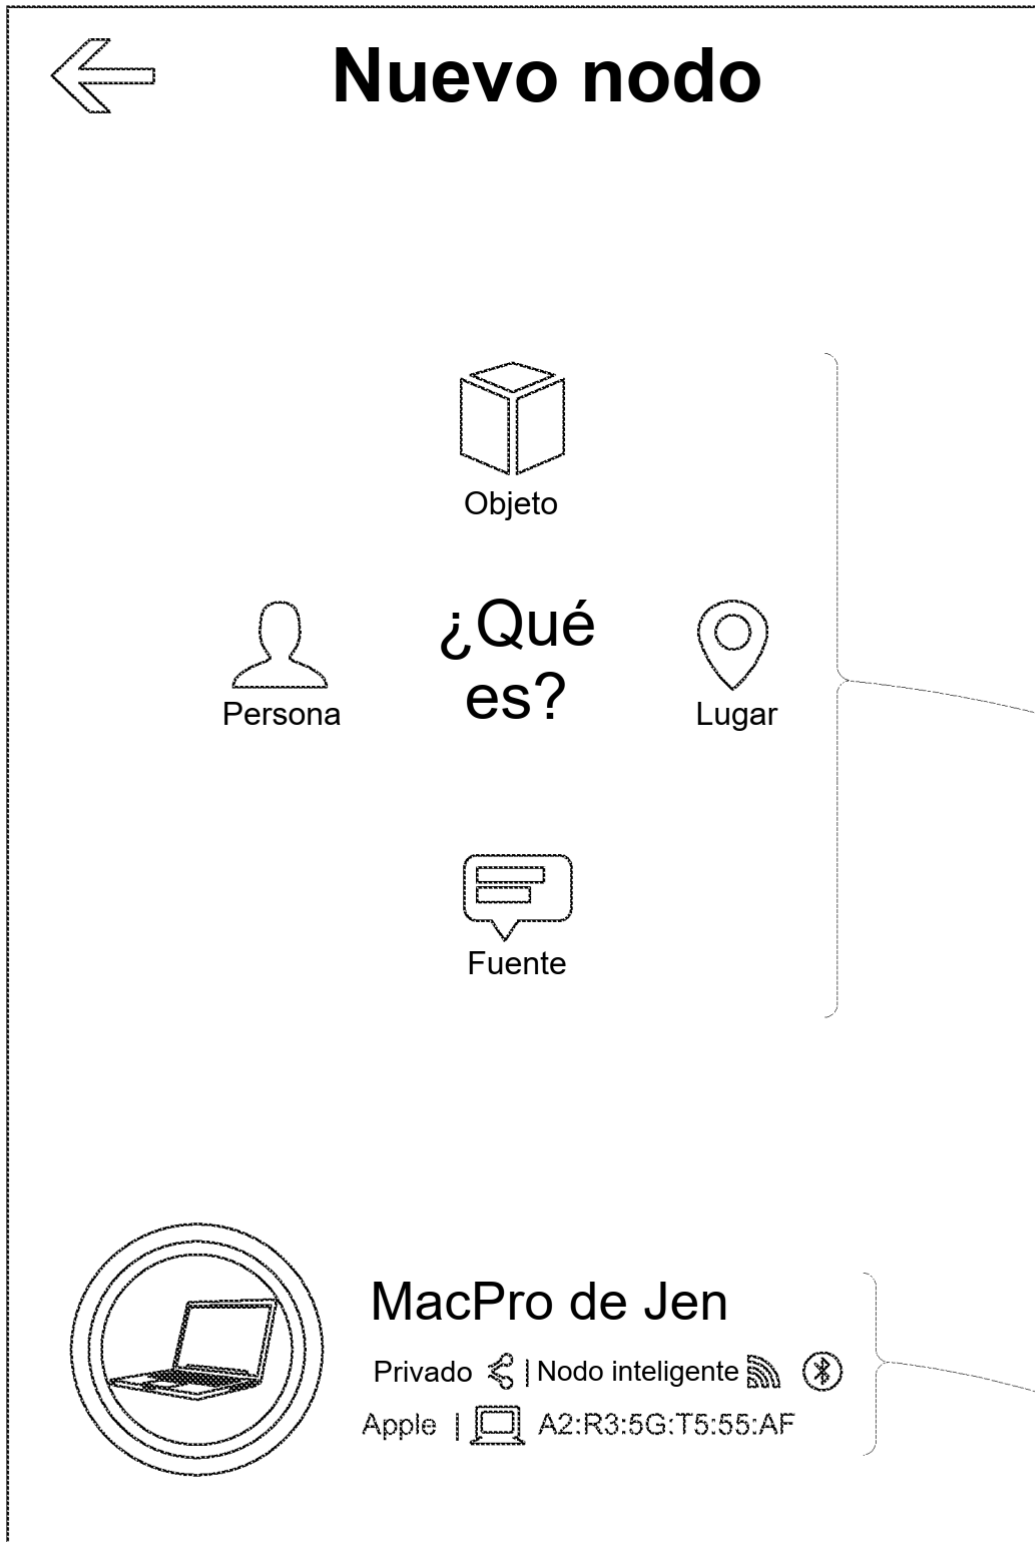 Nuevo nodo
Objeto
¿Qué
es?
Persona
Lugar
Fuente
MacPro de Jen
Privado | Nodo inteligente
Apple | A2:R3:5G:T5:55:AF